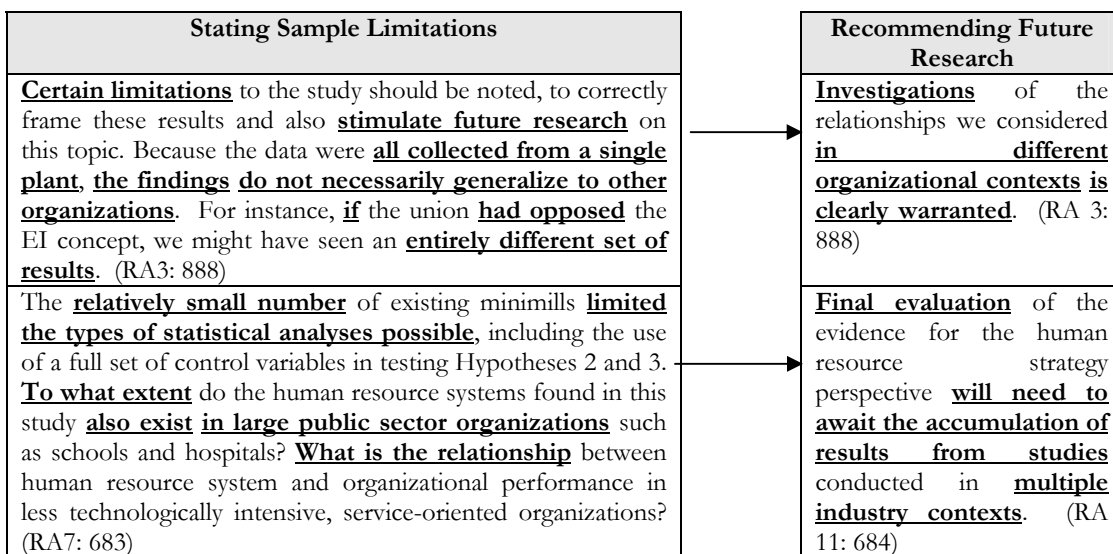 Stating Sample Limitations
Certain limitations to the study should be noted, to correctly
frame these results and also stimulate future research on
this topic. Because the data were all collected from a single
plant, the findings do not necessarily generalize to other
organizations. For instance, if the union had opposed the
EI concept, we might have seen an entirely different set of
results. (RA3: 888)
The relatively small number of existing minimills limited
the types of statistical analyses possible, including the use
of a full set of control variables in testing Hypotheses 2 and 3.
To what extent do the human resource systems found in this
study also exist in large public sector organizations such
as schools and hospitals? What is the relationship between
human resource system and organizational performance in
less technologically intensive, service-oriented organizations?
(RA7: 683)
Recommending Future
Research
Investigations of the
relationships we considered
in different
organizational contexts is
clearly warranted. (RA 3:
888)
Final evaluation of the
evidence for the human
resource strategy
perspective will need to
await the accumulation of
results from studies
conducted in multiple
industry contexts. (RA
11: 684)